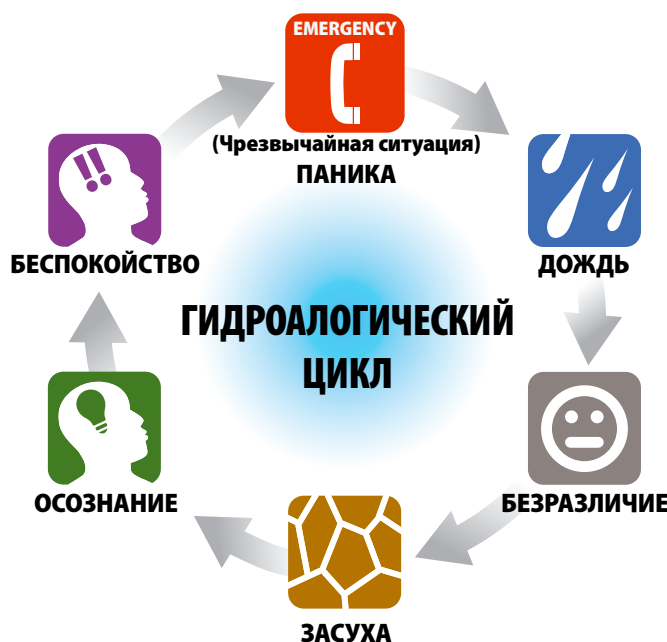 EMERGENCY
(Чрезвычайная ситуация)
ПАНИКА
ДОЖДЬ
БЕЗРАЗЛИЧИЕ
ЗАСУХА
ОСОЗНАНИЕ
БЕСПОКОЙСТВО
ГИДРОАЛОГИЧЕСКИЙ
ЦИКЛ